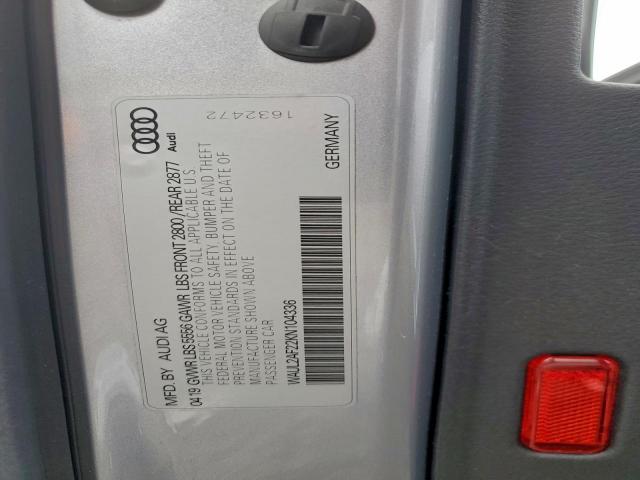 MFD. BY AUDI AG
Audi
04 19 GVWR LBS 5556 GAWR LBS FRONT 2800 / REAR 2877
THIS VEHICLE CONFORMS TO ALL APPLICABLE U.S.
FEDERAL MOTOR VEHICLE SAFETY, BUMPER AND THEFT
PREVENTION STANDARDS IN EFFECT ON THE DATE OF
MANUFACTURE SHOWN ABOVE
PASSENGER CAR
WAUL2AF22KN104336
1632472
GERMANY